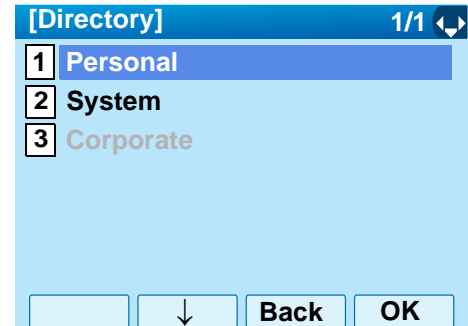 [Directory] 1/1
1 Personal
2 System
3 Corporate
↓ Back OK